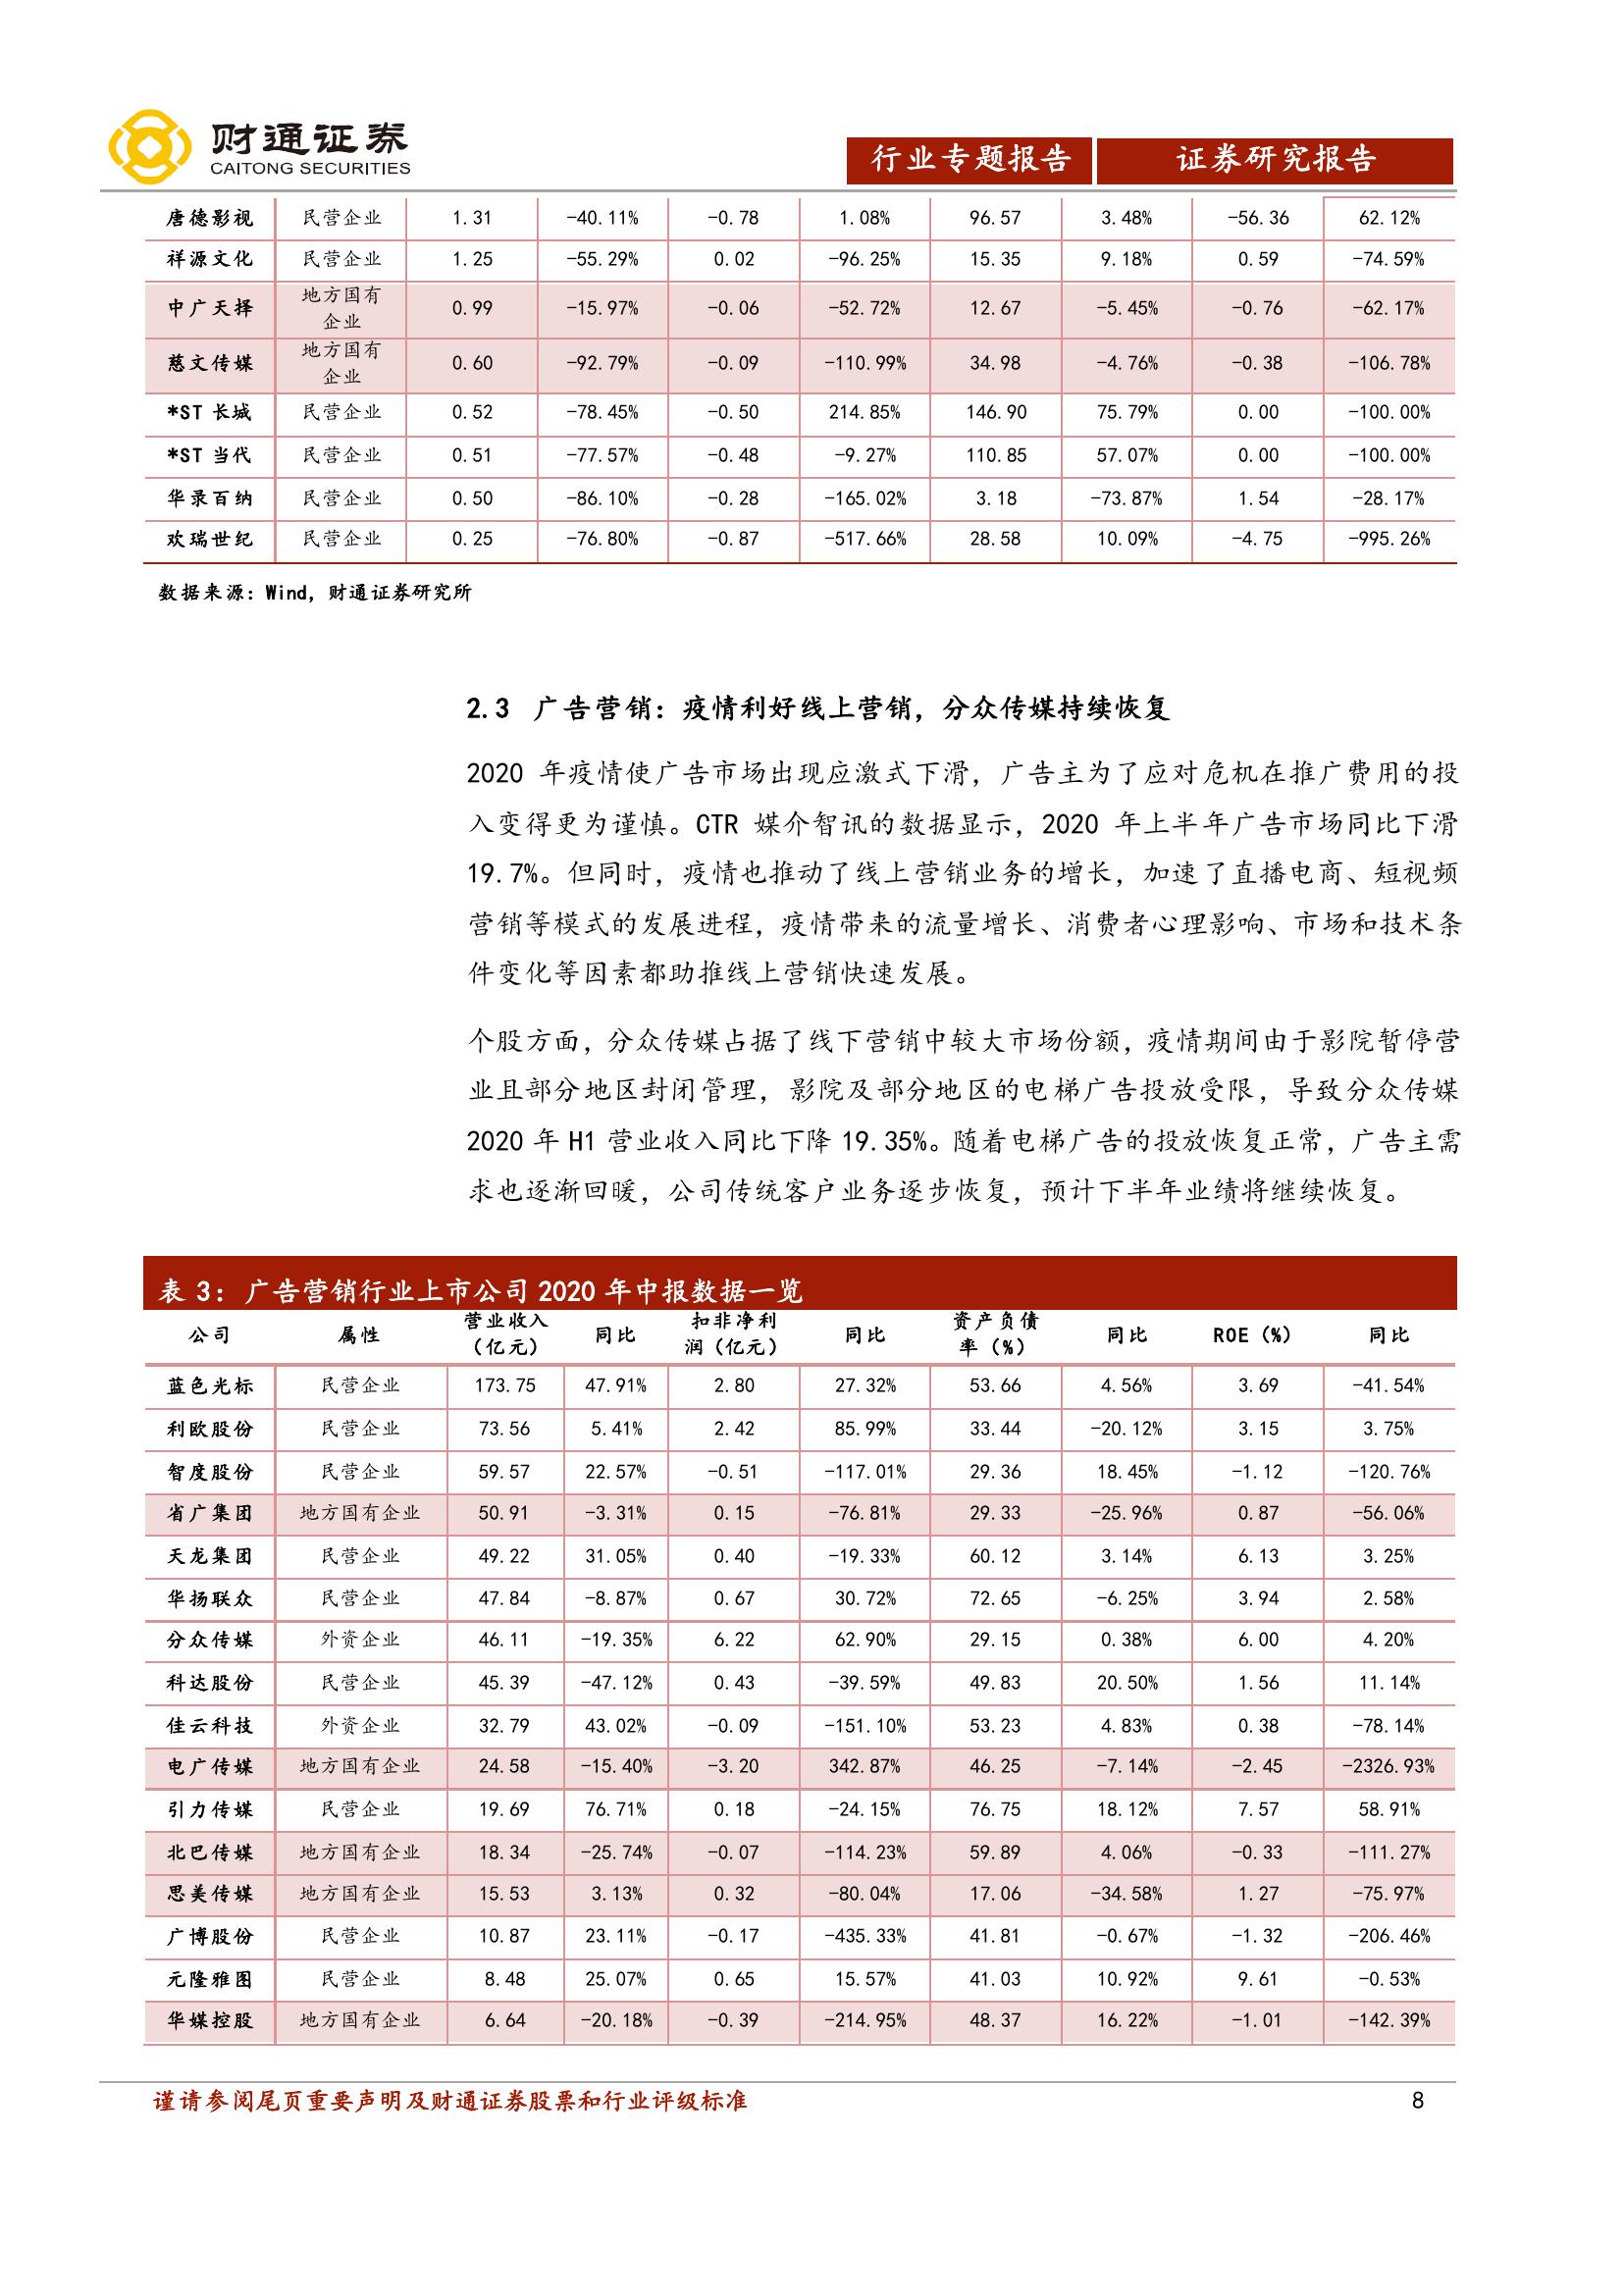 财通证券
CAITONG SECURITIES
行业专题报告 证券研究报告
唐德影视 民营企业 1.31 -40.11% -0.78 1.08% 96.57 3.48% -56.36 62.12%
祥源文化 民营企业 1.25 -55.29% 0.02 -96.25% 15.35 9.18% 0.59 -74.59%
中广天择 地方国有企业 0.99 -15.97% -0.06 -52.72% 12.67 -5.45% -0.76 -62.17%
慈文传媒 地方国有企业 0.60 -92.79% -0.09 -110.99% 34.98 -4.76% -0.38 -106.78%
*ST 长城 民营企业 0.52 -78.45% -0.50 214.85% 146.90 75.79% 0.00 -100.00%
*ST 当代 民营企业 0.51 -77.57% -0.48 -9.27% 110.85 57.07% 0.00 -100.00%
华录百纳 民营企业 0.50 -86.10% -0.28 -165.02% 3.18 -73.87% 1.54 -28.17%
欢瑞世纪 民营企业 0.25 -76.80% -0.87 -517.66% 28.58 10.09% -4.75 -995.26%
数据来源：Wind，财通证券研究所
2.3 广告营销：疫情利好线上营销，分众传媒持续恢复
2020 年疫情使广告市场出现应激式下滑，广告主为了应对危机在推广费用的投
入变得更为谨慎。CTR 媒介智讯的数据显示，2020 年上半年广告市场同比下滑
19.7%。但同时，疫情也推动了线上营销业务的增长，加速了直播电商、短视频
营销等模式的发展进程，疫情带来的流量增长、消费者心理影响、市场和技术条
件变化等因素都助推线上营销快速发展。
个股方面，分众传媒占据了线下营销中较大市场份额，疫情期间由于影院暂停营
业且部分地区封闭管理，影院及部分地区的电梯广告投放受限，导致分众传媒
2020 年 H1 营业收入同比下降 19.35%。随着电梯广告的投放恢复正常，广告主需
求也逐渐回暖，公司传统客户业务逐步恢复，预计下半年业绩将继续恢复。
表 3：广告营销行业上市公司 2020 年中报数据一览
公司 属性 营业收入（亿元） 同比 扣非净利润（亿元） 同比 资产负债率（%） 同比 ROE（%） 同比
蓝色光标 民营企业 173.75 47.91% 2.80 27.32% 53.66 4.56% 3.69 -41.54%
利欧股份 民营企业 73.56 5.41% 2.42 85.99% 33.44 -20.12% 3.15 3.75%
智度股份 民营企业 59.57 22.57% -0.51 -117.01% 29.36 18.45% -1.12 -120.76%
省广集团 地方国有企业 50.91 -3.31% 0.15 -76.81% 29.33 -25.96% 0.87 -56.06%
天龙集团 民营企业 49.22 31.05% 0.40 -19.33% 60.12 3.14% 6.13 3.25%
华扬联众 民营企业 47.84 -8.87% 0.67 30.72% 72.65 -6.25% 3.94 2.58%
分众传媒 外资企业 46.11 -19.35% 6.22 62.90% 29.15 0.38% 6.00 4.20%
科达股份 民营企业 45.39 -47.12% 0.43 -39.59% 49.83 20.50% 1.56 11.14%
佳云科技 外资企业 32.79 43.02% -0.09 -151.10% 53.23 4.83% 0.38 -78.14%
电广传媒 地方国有企业 24.58 -15.40% -3.20 342.87% 46.25 -7.14% -2.45 -2326.93%
引力传媒 民营企业 19.69 76.71% 0.18 -24.15% 76.75 18.12% 7.57 58.91%
北巴传媒 地方国有企业 18.34 -25.74% -0.07 -114.23% 59.89 4.06% -0.33 -111.27%
思美传媒 地方国有企业 15.53 3.13% 0.32 -80.04% 17.06 -34.58% 1.27 -75.97%
广博股份 民营企业 10.87 23.11% -0.17 -435.33% 41.81 -0.67% -1.32 -206.46%
元隆雅图 民营企业 8.48 25.07% 0.65 15.57% 41.03 10.92% 9.61 -0.53%
华媒控股 地方国有企业 6.64 -20.18% -0.39 -214.95% 48.37 16.22% -1.01 -142.39%
谨请参阅尾页重要声明及财通证券股票和行业评级标准 8